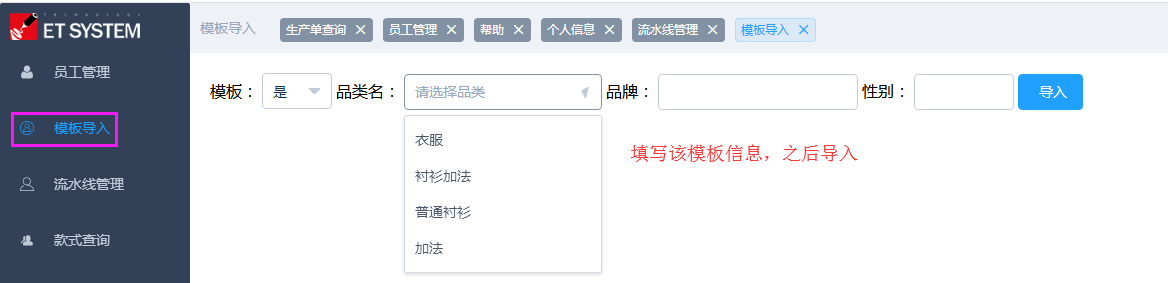 TECHNOLOGY
ET SYSTEM
员工管理
模板导入
流水线管理
款式查询
模板导入 生产单查询 × 员工管理 × 帮助 × 个人信息 × 流水线管理 × 模板导入 ×
模板： 是 品类名： 请选择品类 品牌： 性别： 导入
衣服
衬衫加法
普通衬衫
加法
填写该模板信息，之后导入